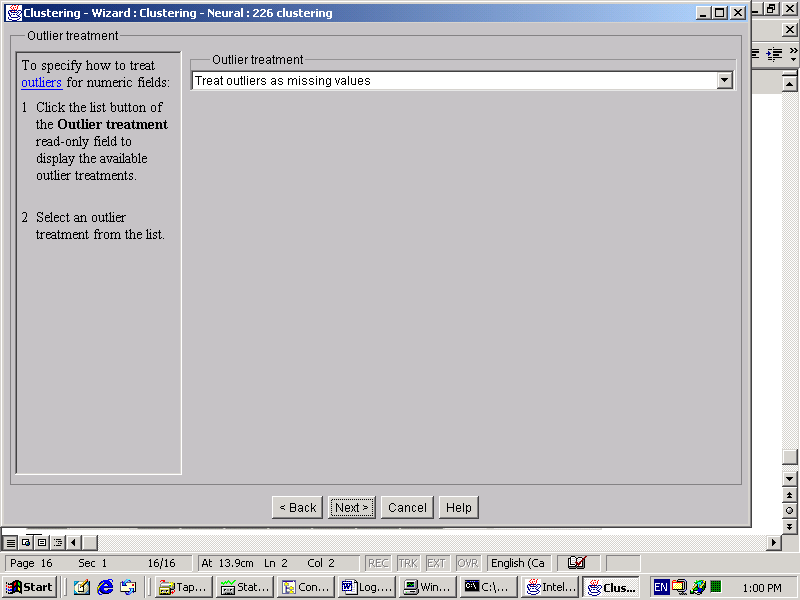 Clustering - Wizard : Clustering - Neural : 226 clustering
Outlier treatment
To specify how to treat
outliers for numeric fields:
1 Click the list button of
the Outlier treatment
read-only field to
display the available
outlier treatments.
2 Select an outlier
treatment from the list.
Outlier treatment
Treat outliers as missing values
< Back Next > Cancel Help
Page 16 Sec 1 16/16 At 13.9cm Ln 2 Col 2 REC TRK EXT OVR English (Ca
Start Tap... Stat... Con... Log.... Win... C:\... Intel... Clus... EN 1:00 PM